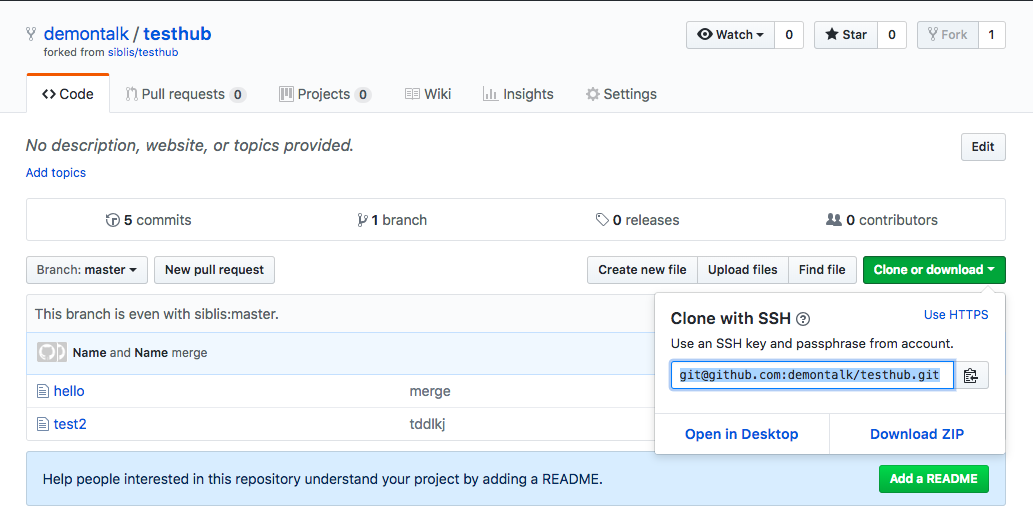 demontalk / testhub
forked from siblis/testhub
Watch 0 Star 0 Fork 1
Code Pull requests 0 Projects 0 Wiki Insights Settings
No description, website, or topics provided.
Edit
Add topics
5 commits 1 branch 0 releases 0 contributors
Branch: master New pull request Create new file Upload files Find file Clone or download
This branch is even with siblis:master.
Name and Name merge
hello merge
test2 tddlkj
Clone with SSH Use HTTPS
Use an SSH key and passphrase from account.
git@github.com:demontalk/testhub.git
Open in Desktop Download ZIP
Help people interested in this repository understand your project by adding a README. Add a README